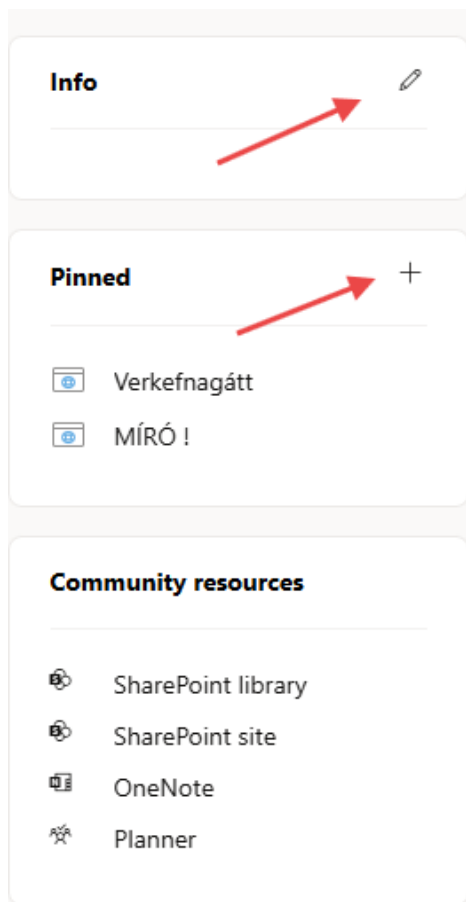 Info
Pinned
Verkefnagátt
MÍRÓ !
Community resources
SharePoint library
SharePoint site
OneNote
Planner